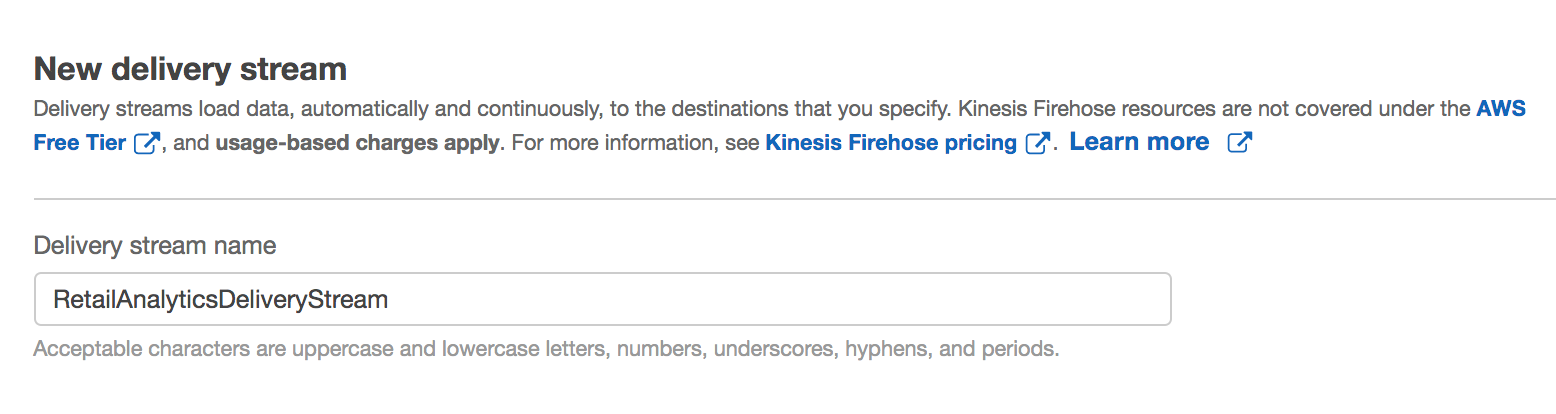 New delivery stream
Delivery streams load data, automatically and continuously, to the destinations that you specify. Kinesis Firehose resources are not covered under the AWS
Free Tier , and usage-based charges apply. For more information, see Kinesis Firehose pricing . Learn more
Delivery stream name
RetailAnalyticsDeliveryStream
Acceptable characters are uppercase and lowercase letters, numbers, underscores, hyphens, and periods.